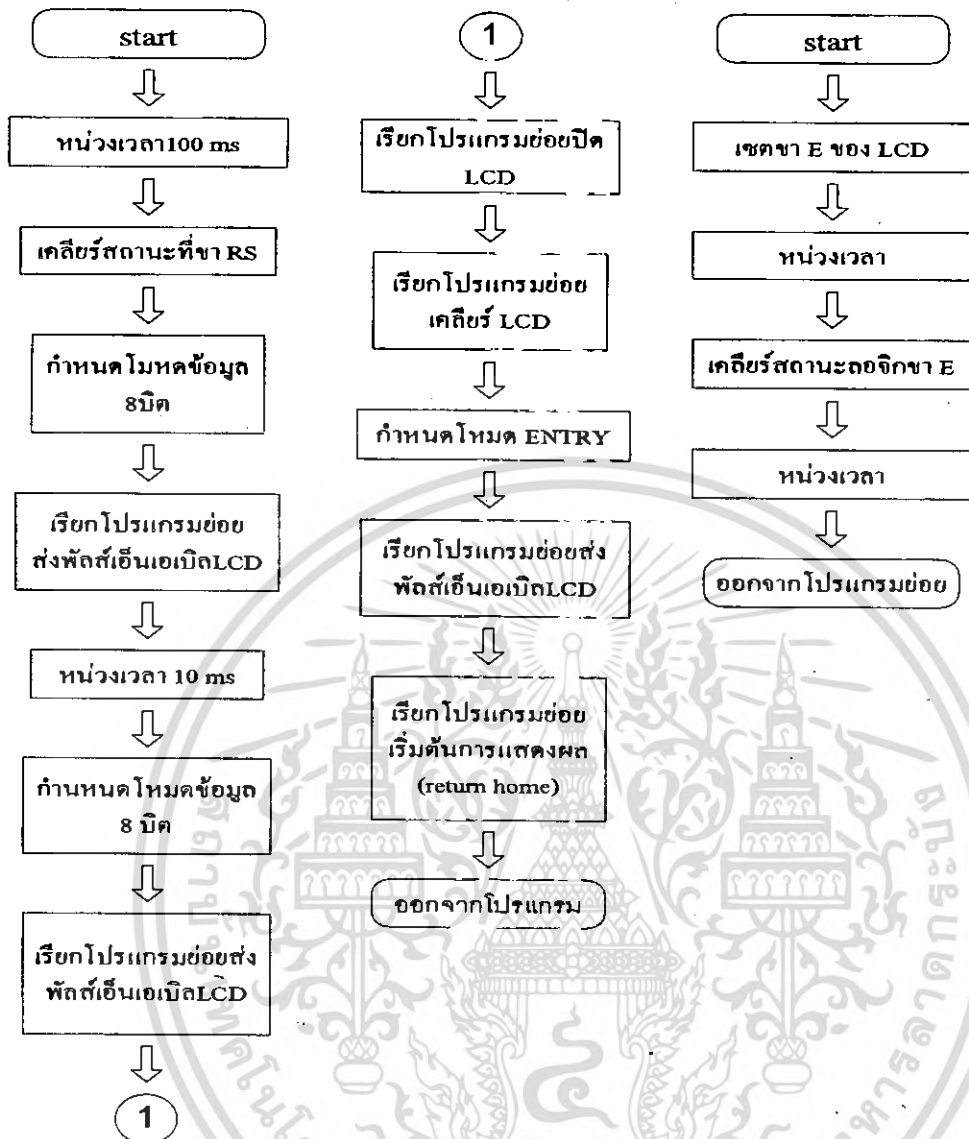 start
หน่วงเวลา100 ms
เคลียร์สถานะที่ขา RS
กำหนดโมหดข้อมูล
8บิต
เรียกโปรแกรมย่อย
ส่งพัลส์เอ็นเอเบิลLCD
หน่วงเวลา 10 ms
กำนหนดโหมดข้อมูล
8 บิต
เรียกโปรแกรมย่อยส่ง
พัลส์เอ็นเอเบิลLCD
1
1
เรียกโปรแกรมย่อยปิด
LCD
เรียกโปรแกรมย่อย
เคลียร์ LCD
กำหนดโหมด ENTRY
เรียกโปรแกรมย่อยส่ง
พัลส์เอ็นเอเบิลLCD
เรียกโปรแกรมย่อย
เริ่มต้นการแสดงผล
(return home)
ออกจากโปรแกรม
start
เซตขา E ของ LCD
หน่วงเวลา
เคลียร์สถานะลอจิกขา E
หน่วงเวลา
ออกจากโปรแกรมย่อย